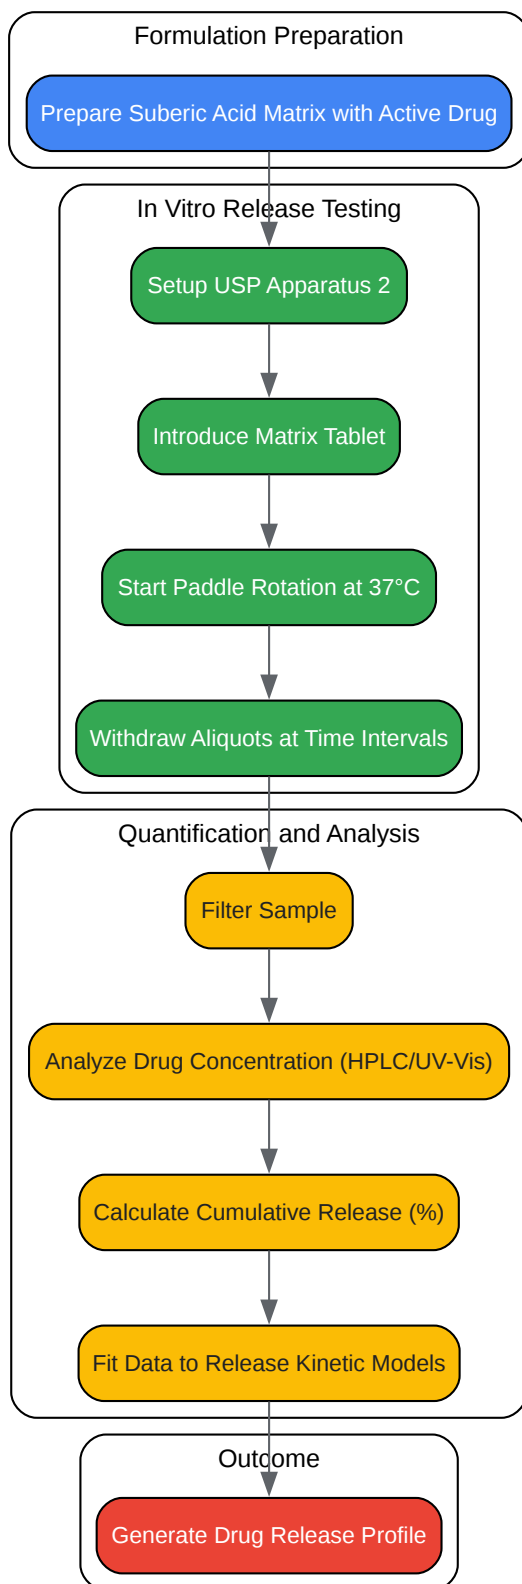 Formulation Preparation
Prepare Suberic Acid Matrix with Active Drug
In Vitro Release Testing
Setup USP Apparatus 2
Introduce Matrix Tablet
Start Paddle Rotation at 37°C
Withdraw Aliquots at Time Intervals
Quantification and Analysis
Filter Sample
Analyze Drug Concentration (HPLC/UV-Vis)
Calculate Cumulative Release (%)
Fit Data to Release Kinetic Models
Outcome
Generate Drug Release Profile